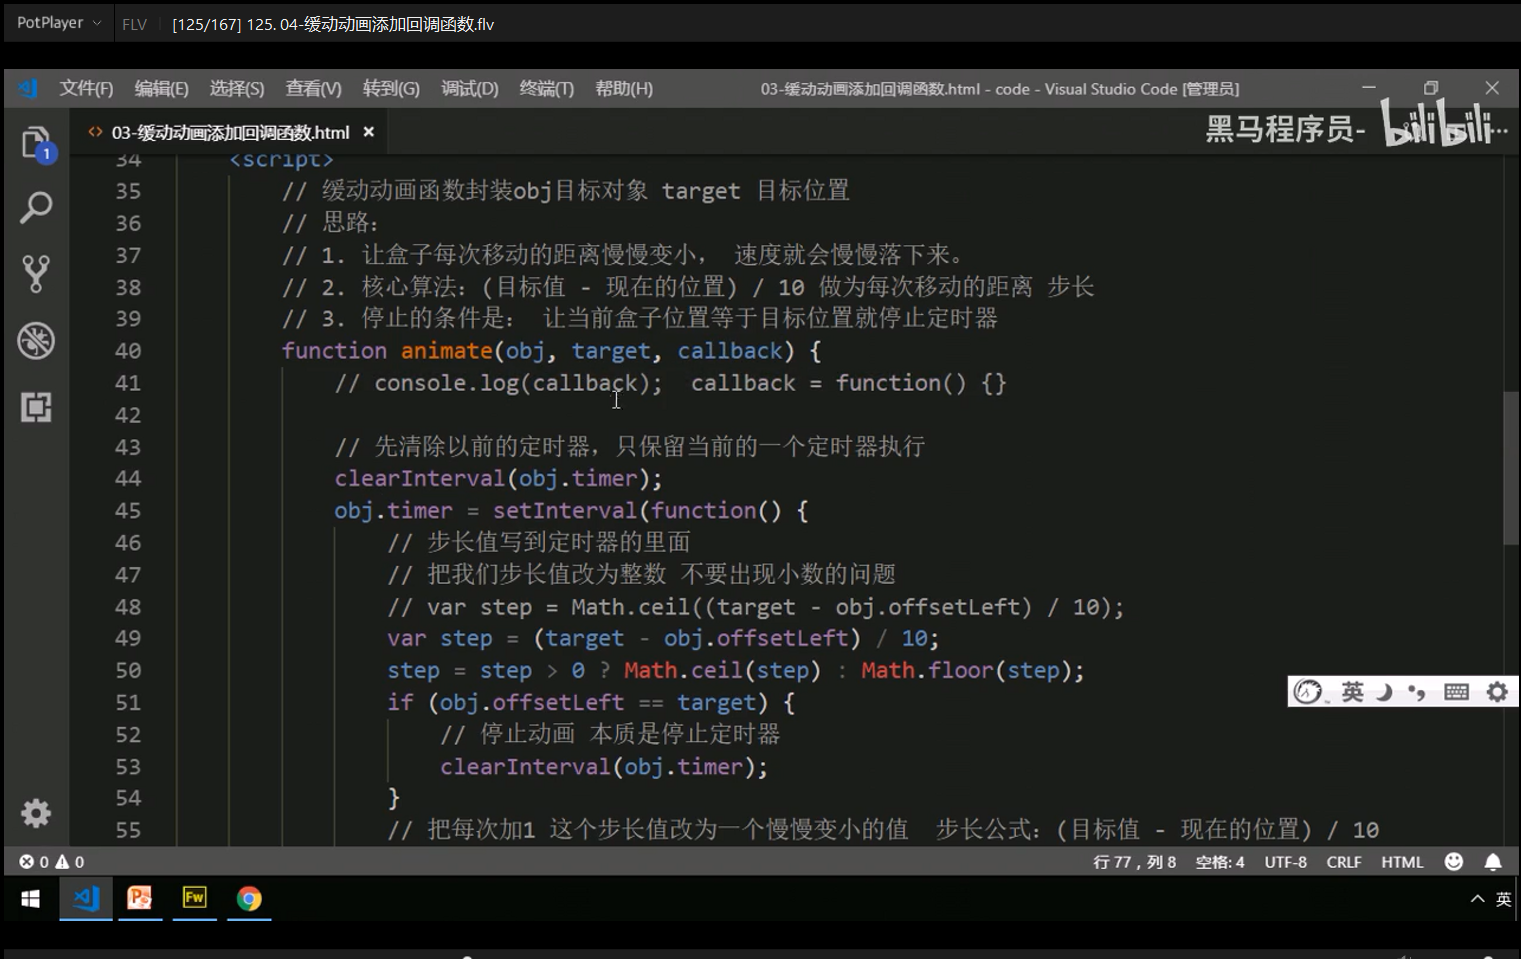 PotPlayer FLV [125/167] 125. 04-缓动动画添加回调函数.flv
文件(F) 编辑(E) 选择(S) 查看(V) 转到(G) 调试(D) 终端(T) 帮助(H) 03-缓动动画添加回调函数.html - code - Visual Studio Code [管理员]
1 <> 03-缓动动画添加回调函数.html × 黑马程序员- bilibili ...
34 <script>
35 // 缓动动画函数封装obj目标对象 target 目标位置
36 // 思路：
37 // 1. 让盒子每次移动的距离慢慢变小， 速度就会慢慢落下来。
38 // 2. 核心算法：(目标值 - 现在的位置) / 10 做为每次移动的距离 步长
39 // 3. 停止的条件是： 让当前盒子位置等于目标位置就停止定时器
40 function animate(obj, target, callback) {
41 // console.log(callback);  callback = function() {}
42
43 // 先清除以前的定时器，只保留当前的一个定时器执行
44 clearInterval(obj.timer);
45 obj.timer = setInterval(function() {
46 // 步长值写到定时器的里面
47 // 把我们步长值改为整数 不要出现小数的问题
48 // var step = Math.ceil((target - obj.offsetLeft) / 10);
49 var step = (target - obj.offsetLeft) / 10;
50 step = step > 0 ? Math.ceil(step) : Math.floor(step);
51 if (obj.offsetLeft == target) {
52 // 停止动画 本质是停止定时器
53 clearInterval(obj.timer);
54 }
55 // 把每次加1 这个步长值改为一个慢慢变小的值  步长公式：(目标值 - 现在的位置) / 10
英
0 0 行 77，列 8 空格: 4 UTF-8 CRLF HTML
Fw 英